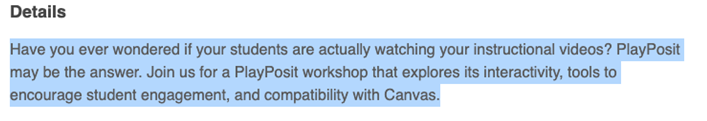 Details
Have you ever wondered if your students are actually watching your instructional videos? PlayPosit
may be the answer. Join us for a PlayPosit workshop that explores its interactivity, tools to
encourage student engagement, and compatibility with Canvas.